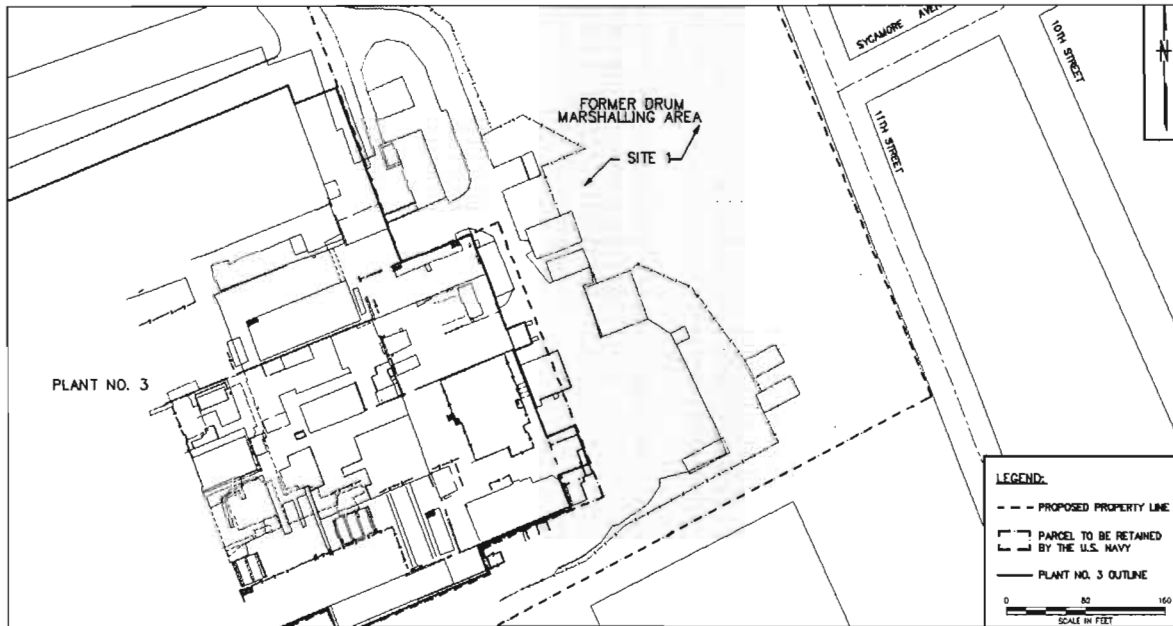 SYCAMORE AVEN
10TH STREET
N
FORMER DRUM
MARSHALLING AREA
SITE 1
11TH STREET
PLANT NO. 3
LEGEND:
PROPOSED PROPERTY LINE
PARCEL TO BE RETAINED
BY THE U.S. NAVY
PLANT NO. 3 OUTLINE
0 80 160
SCALE IN FEET